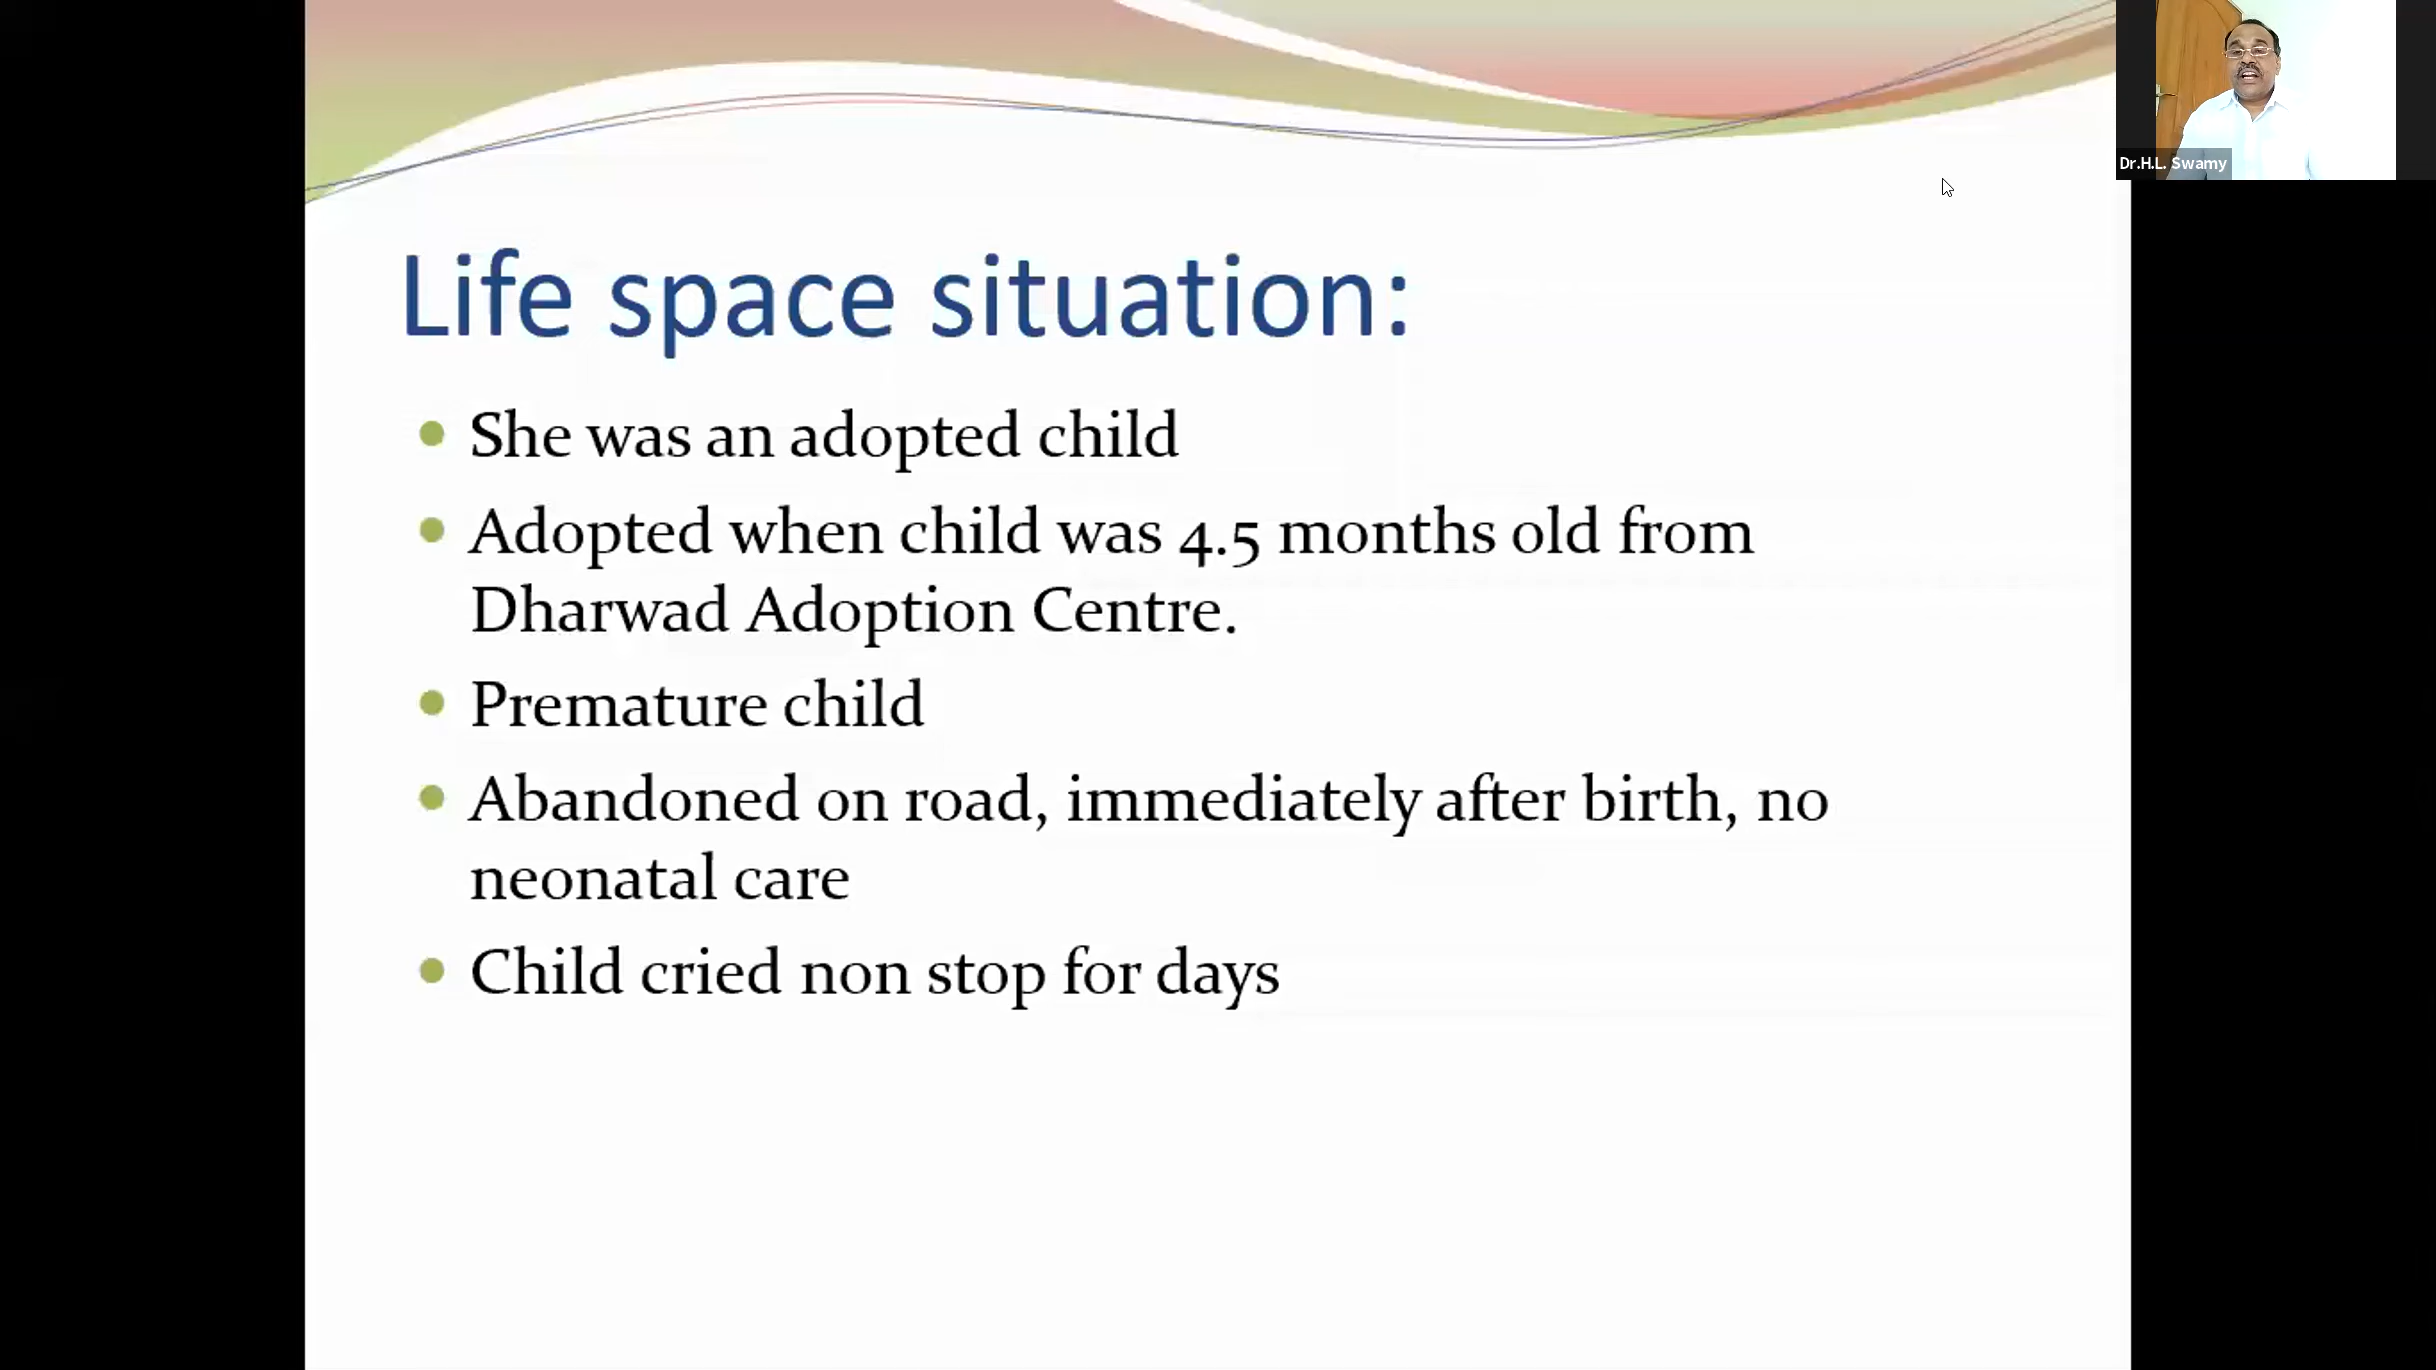 Dr.H.L. Swamy
Life space situation:
She was an adopted child
Adopted when child was 4.5 months old from
Dharwad Adoption Centre.
Premature child
Abandoned on road, immediately after birth, no
neonatal care
Child cried non stop for days